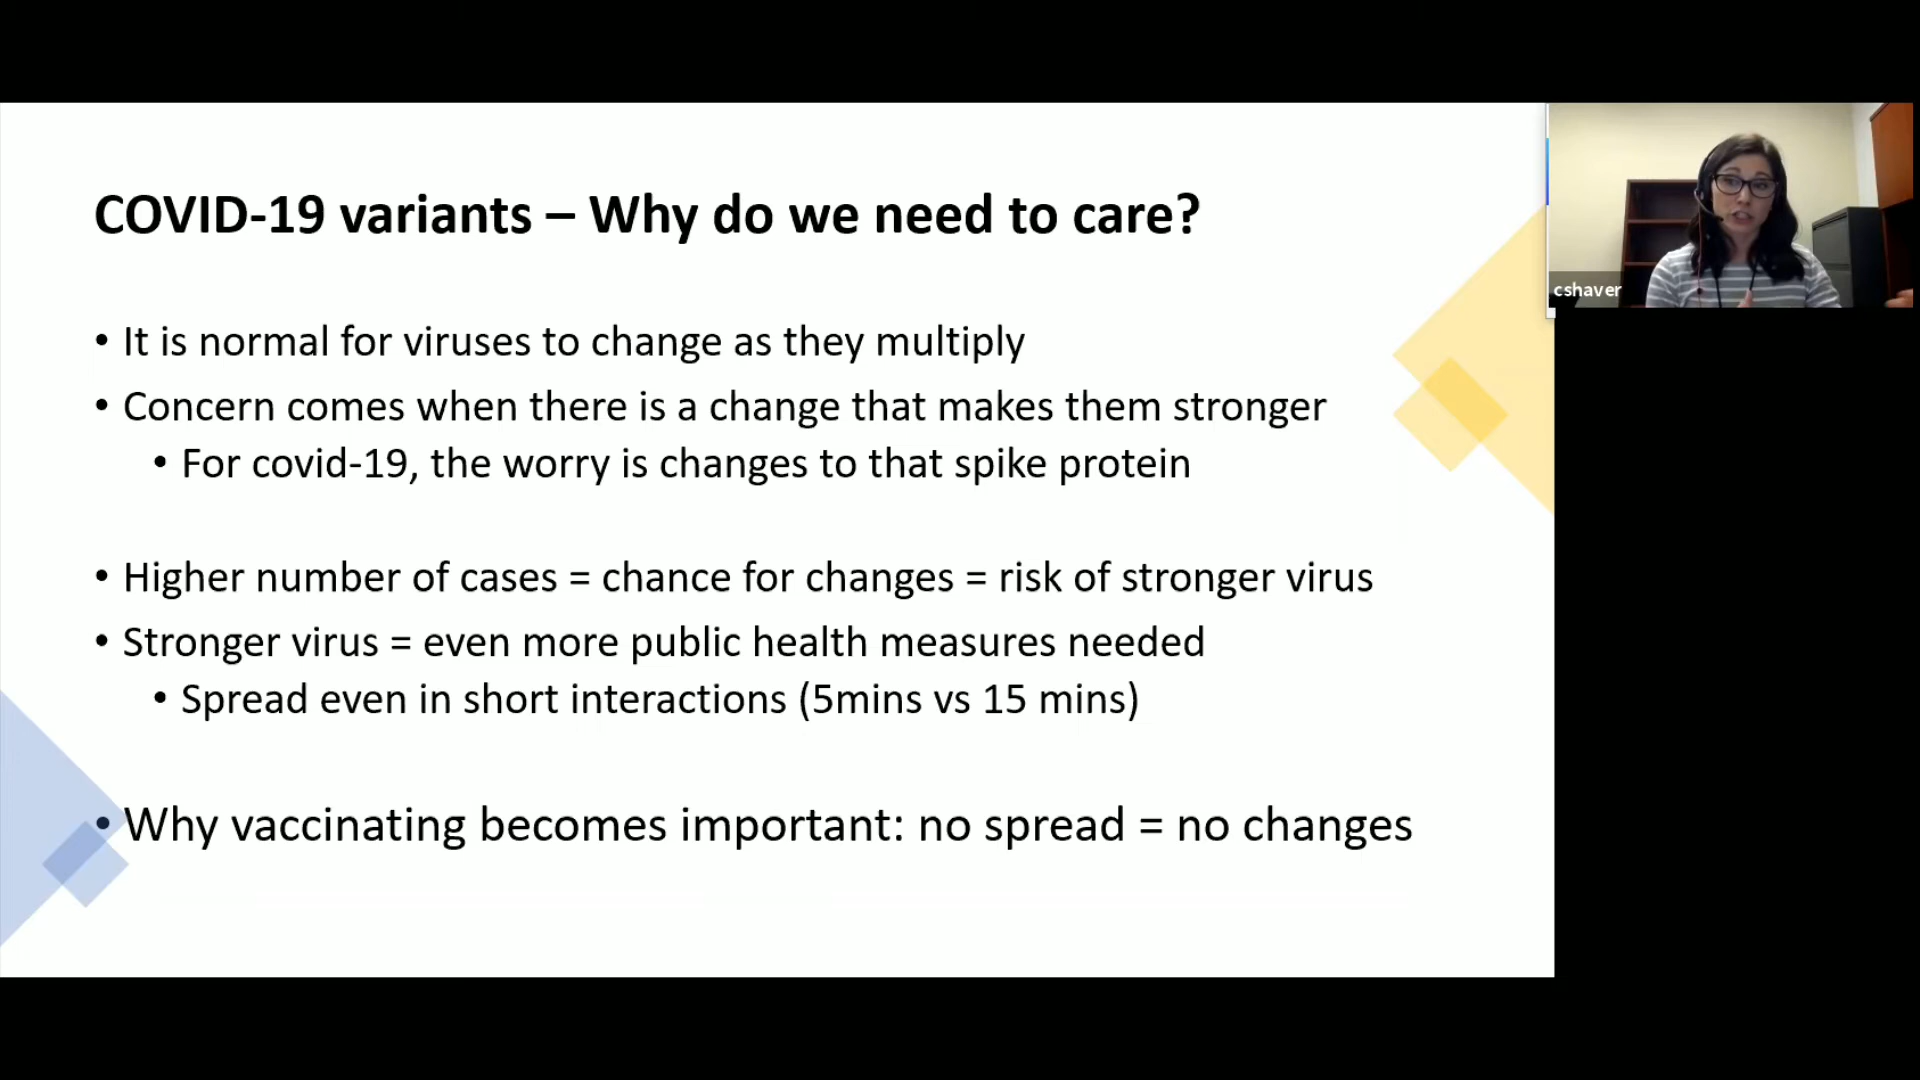 COVID-19 variants – Why do we need to care?
• It is normal for viruses to change as they multiply
• Concern comes when there is a change that makes them stronger
• For covid-19, the worry is changes to that spike protein
• Higher number of cases = chance for changes = risk of stronger virus
• Stronger virus = even more public health measures needed
• Spread even in short interactions (5mins vs 15 mins)
• Why vaccinating becomes important: no spread = no changes
cshaver